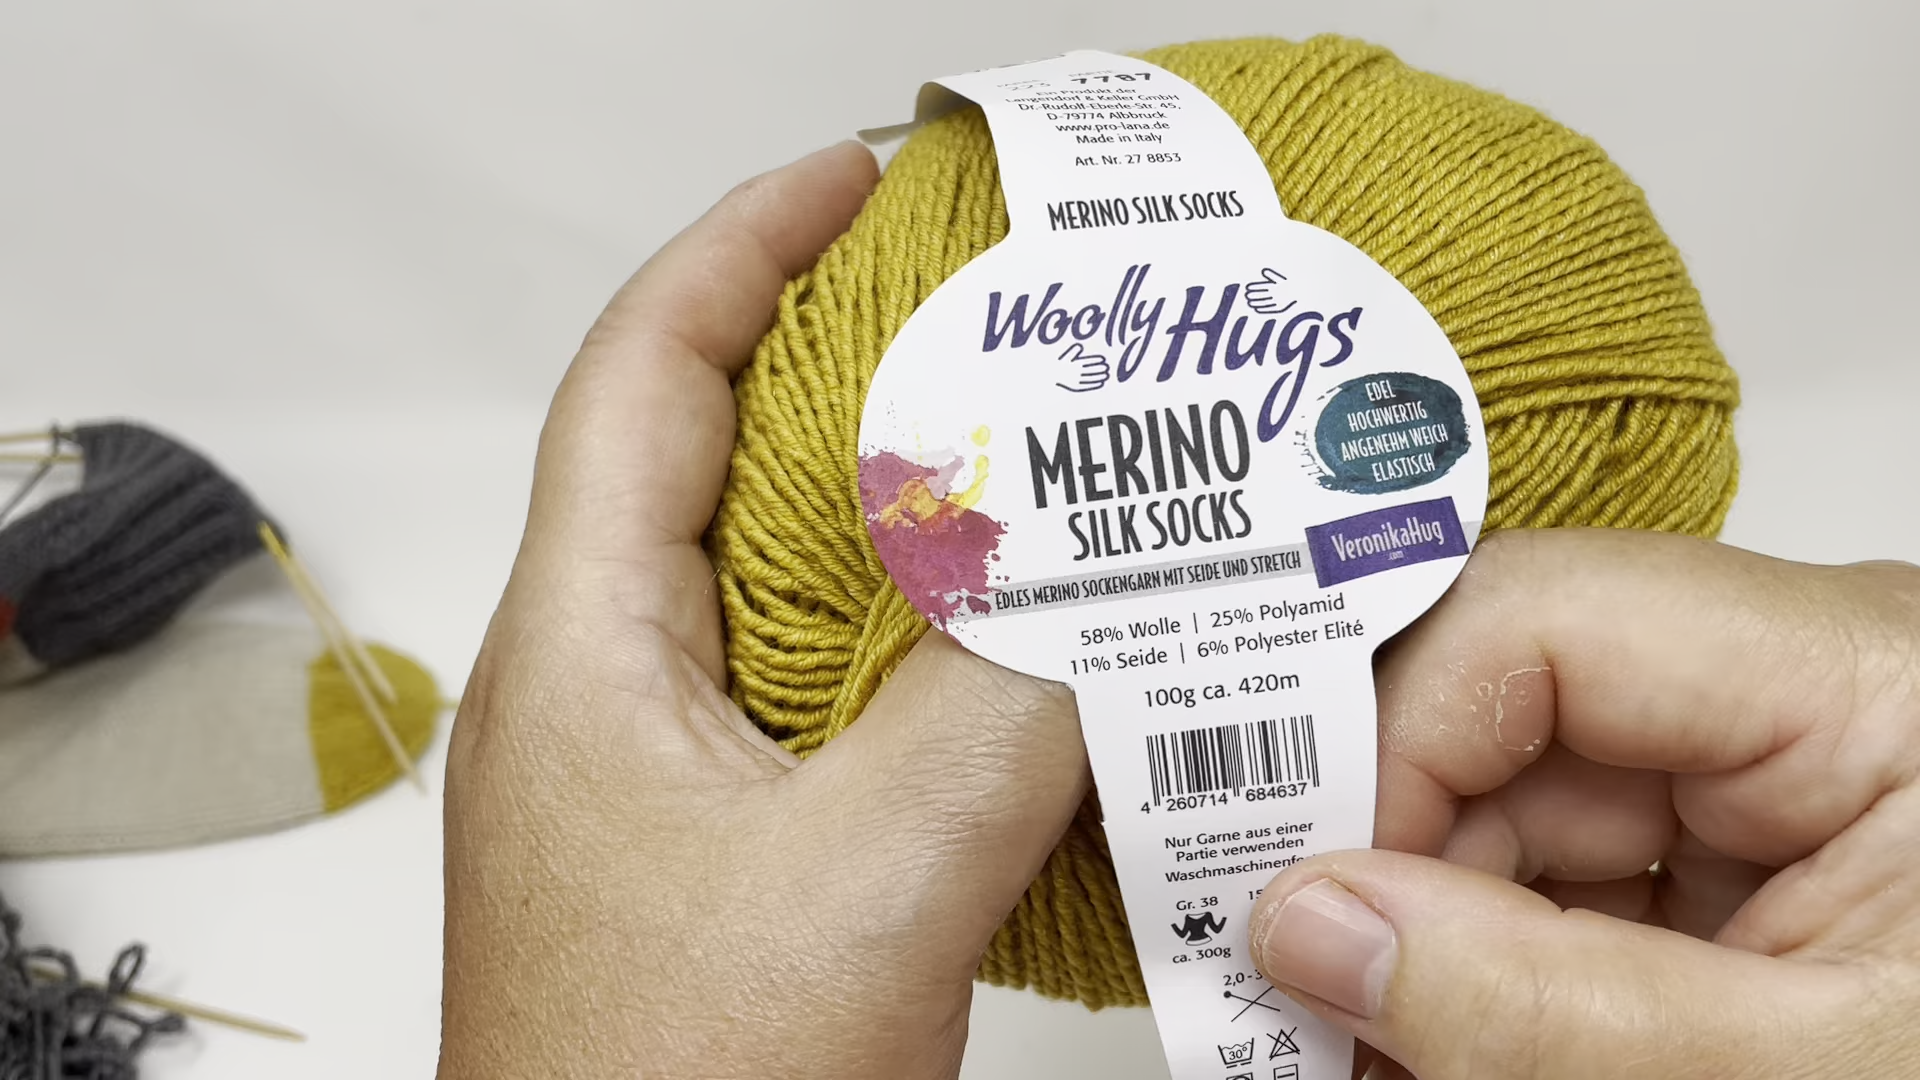 7787
Ein Produkt der
Langendorf & Keller GmbH
Dr.-Rudolf-Eberle-Str. 45,
D-79774 Albbruck
www.pro-lana.de
Made in Italy
Art. Nr. 27 8853
MERINO SILK SOCKS
Woolly Hugs
EDEL
HOCHWERTIG
ANGENEHM WEICH
ELASTISCH
MERINO
SILK SOCKS
VeronikaHug
.com
EDLES MERINO SOCKENGARN MIT SEIDE UND STRETCH
58% Wolle | 25% Polyamid
11% Seide | 6% Polyester Elité
100g ca. 420m
4 260714 684637
Nur Garne aus einer
Partie verwenden
Gr. 38
ca. 300g
30°